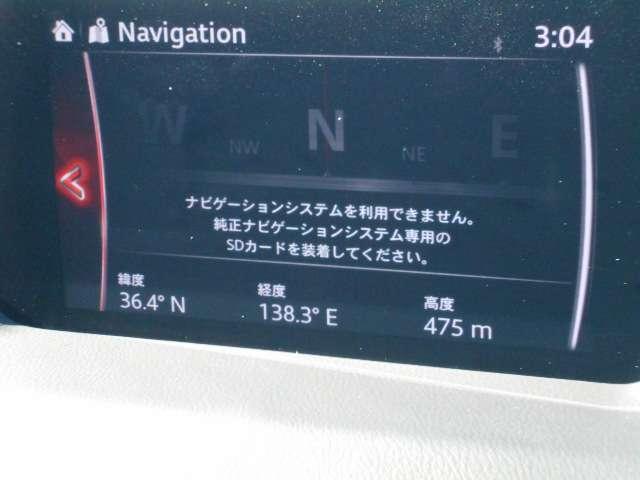 Navigation 3:04
W NW N NE E
ナビゲーションシステムを利用できません。
純正ナビゲーションシステム専用の
SDカードを装着してください。
緯度 経度 高度
36.4° N 138.3° E 475 m